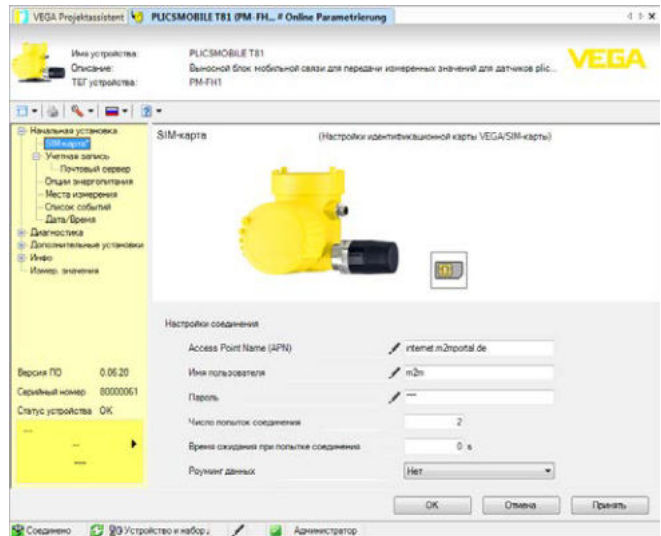 VEGA Projektassistent
PLICSMOBILE T81 (PM-FH... # Online Parametrierung
Имя устройства: PLICSMOBILE T81
Описание: Выносной блок мобильной связи для передачи измеренных значений для датчиков plic...
ТЕГ устройства: PM-FH1
VEGA
Начальная установка
SIM-карта*
Учетная запись
Почтовый сервер
Опции энергопитания
Места измерения
Список событий
Дата/Время
Диагностика
Дополнительные установки
Инфо
Измер. значения
Версия ПО 0.06.20
Серийный номер 80000061
Статус устройства OK
---
--
----
SIM-карта (Настройки идентификационной карты VEGA/SIM-карты)
Настройки соединения
Access Point Name (APN) internet.m2mportal.de
Имя пользователя m2m
Пароль ---
Число попыток соединения 2
Время ожидания при попытке соединения 0 s
Роуминг данных Нет
OK Отмена Принять
Соединено Устройство и набор д Администратор